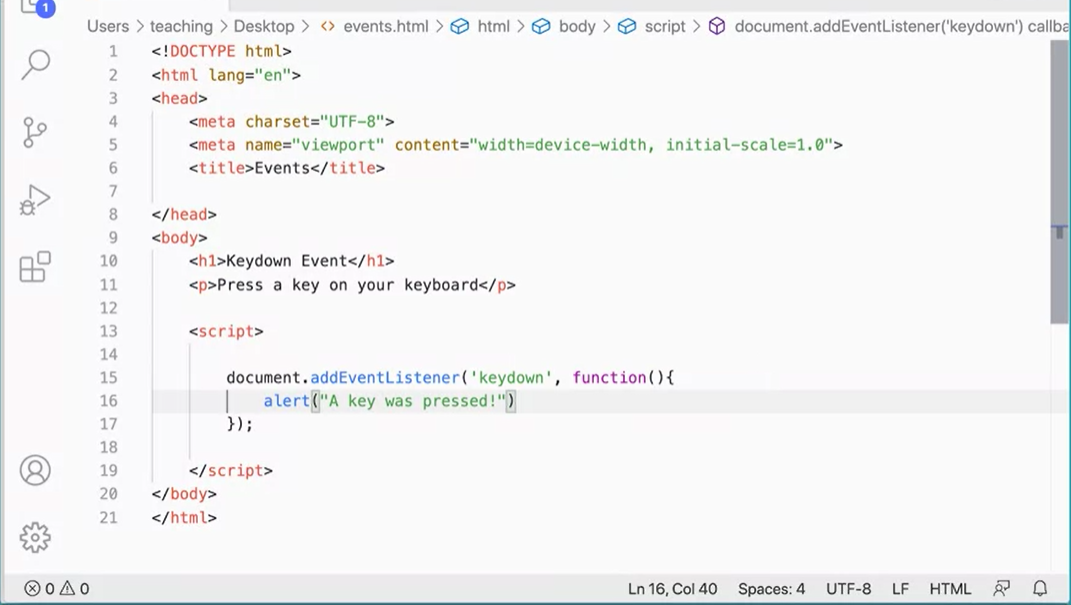 1
Users > teaching > Desktop > <> events.html > html > body > script > document.addEventListener('keydown') callba
1 <!DOCTYPE html>
2 <html lang="en">
3 <head>
4 <meta charset="UTF-8">
5 <meta name="viewport" content="width=device-width, initial-scale=1.0">
6 <title>Events</title>
7
8 </head>
9 <body>
10 <h1>Keydown Event</h1>
11 <p>Press a key on your keyboard</p>
12
13 <script>
14
15 document.addEventListener('keydown', function(){
16 alert("A key was pressed!")
17 });
18
19 </script>
20 </body>
21 </html>
0 0 Ln 16, Col 40 Spaces: 4 UTF-8 LF HTML